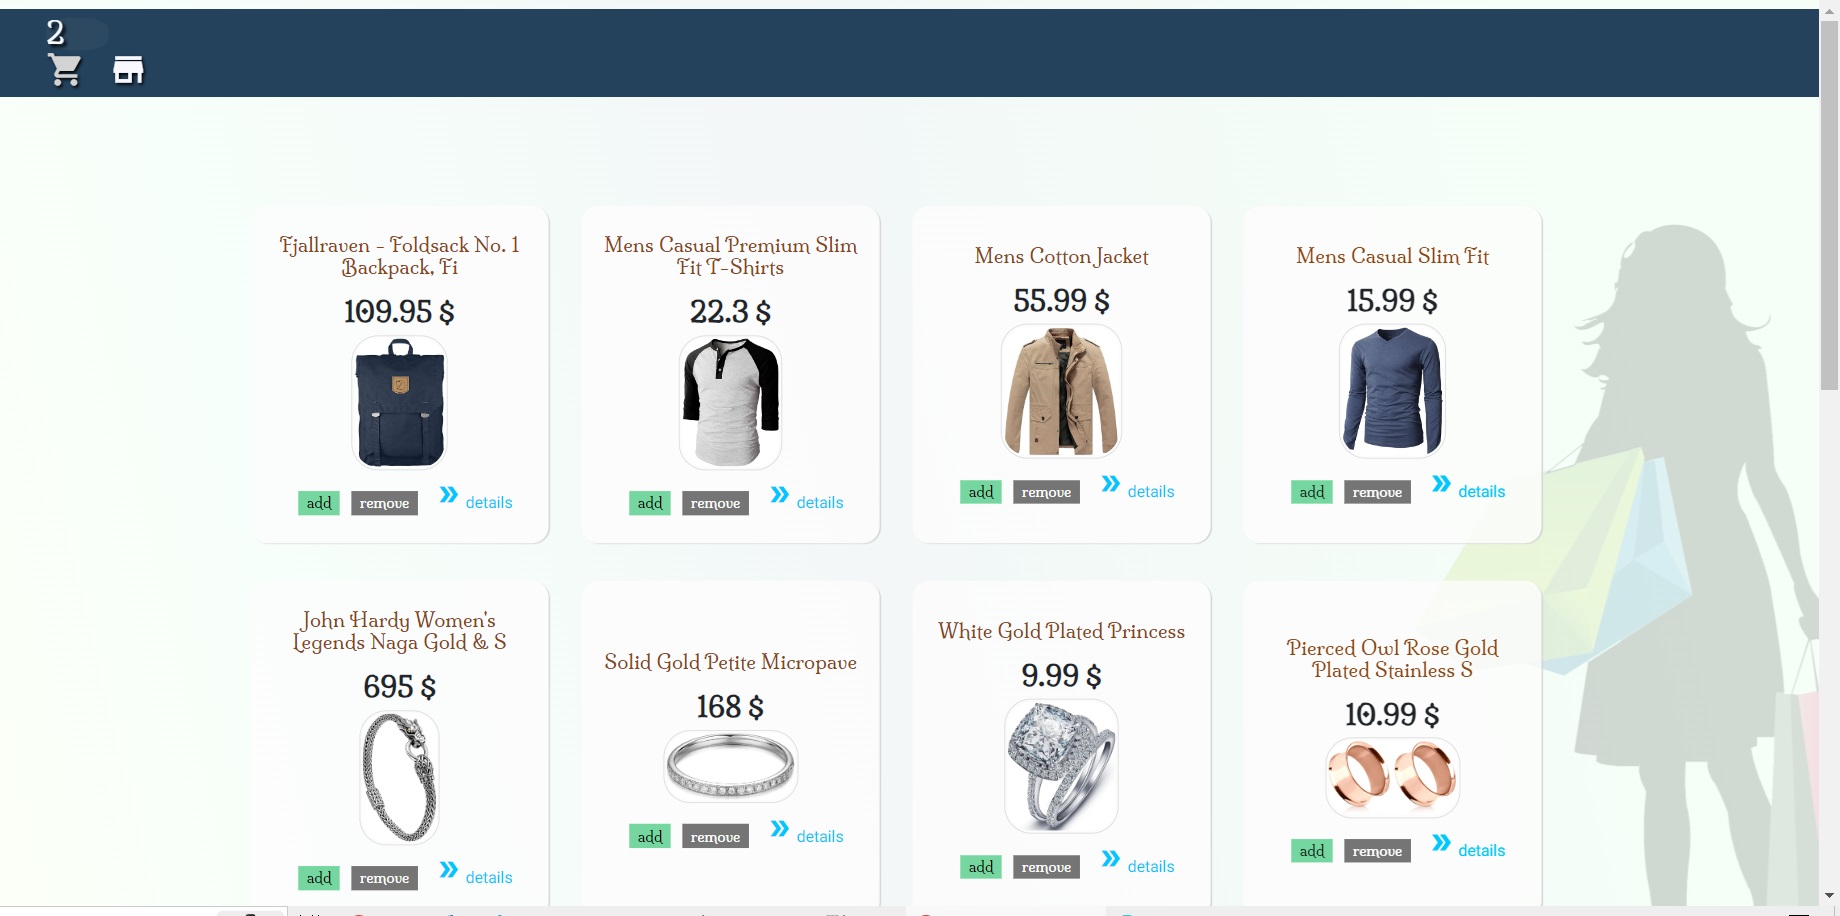 2
Fjallraven - Foldsack No. 1
Backpack, Fi
109.95 $
add remove details
Mens Casual Premium Slim
Fit T-Shirts
22.3 $
add remove details
Mens Cotton Jacket
55.99 $
add remove details
Mens Casual Slim Fit
15.99 $
add remove details
John Hardy Women's
Legends Naga Gold & S
695 $
add remove details
Solid Gold Petite Micropave
168 $
add remove details
White Gold Plated Princess
9.99 $
add remove details
Pierced Owl Rose Gold
Plated Stainless S
10.99 $
add remove details